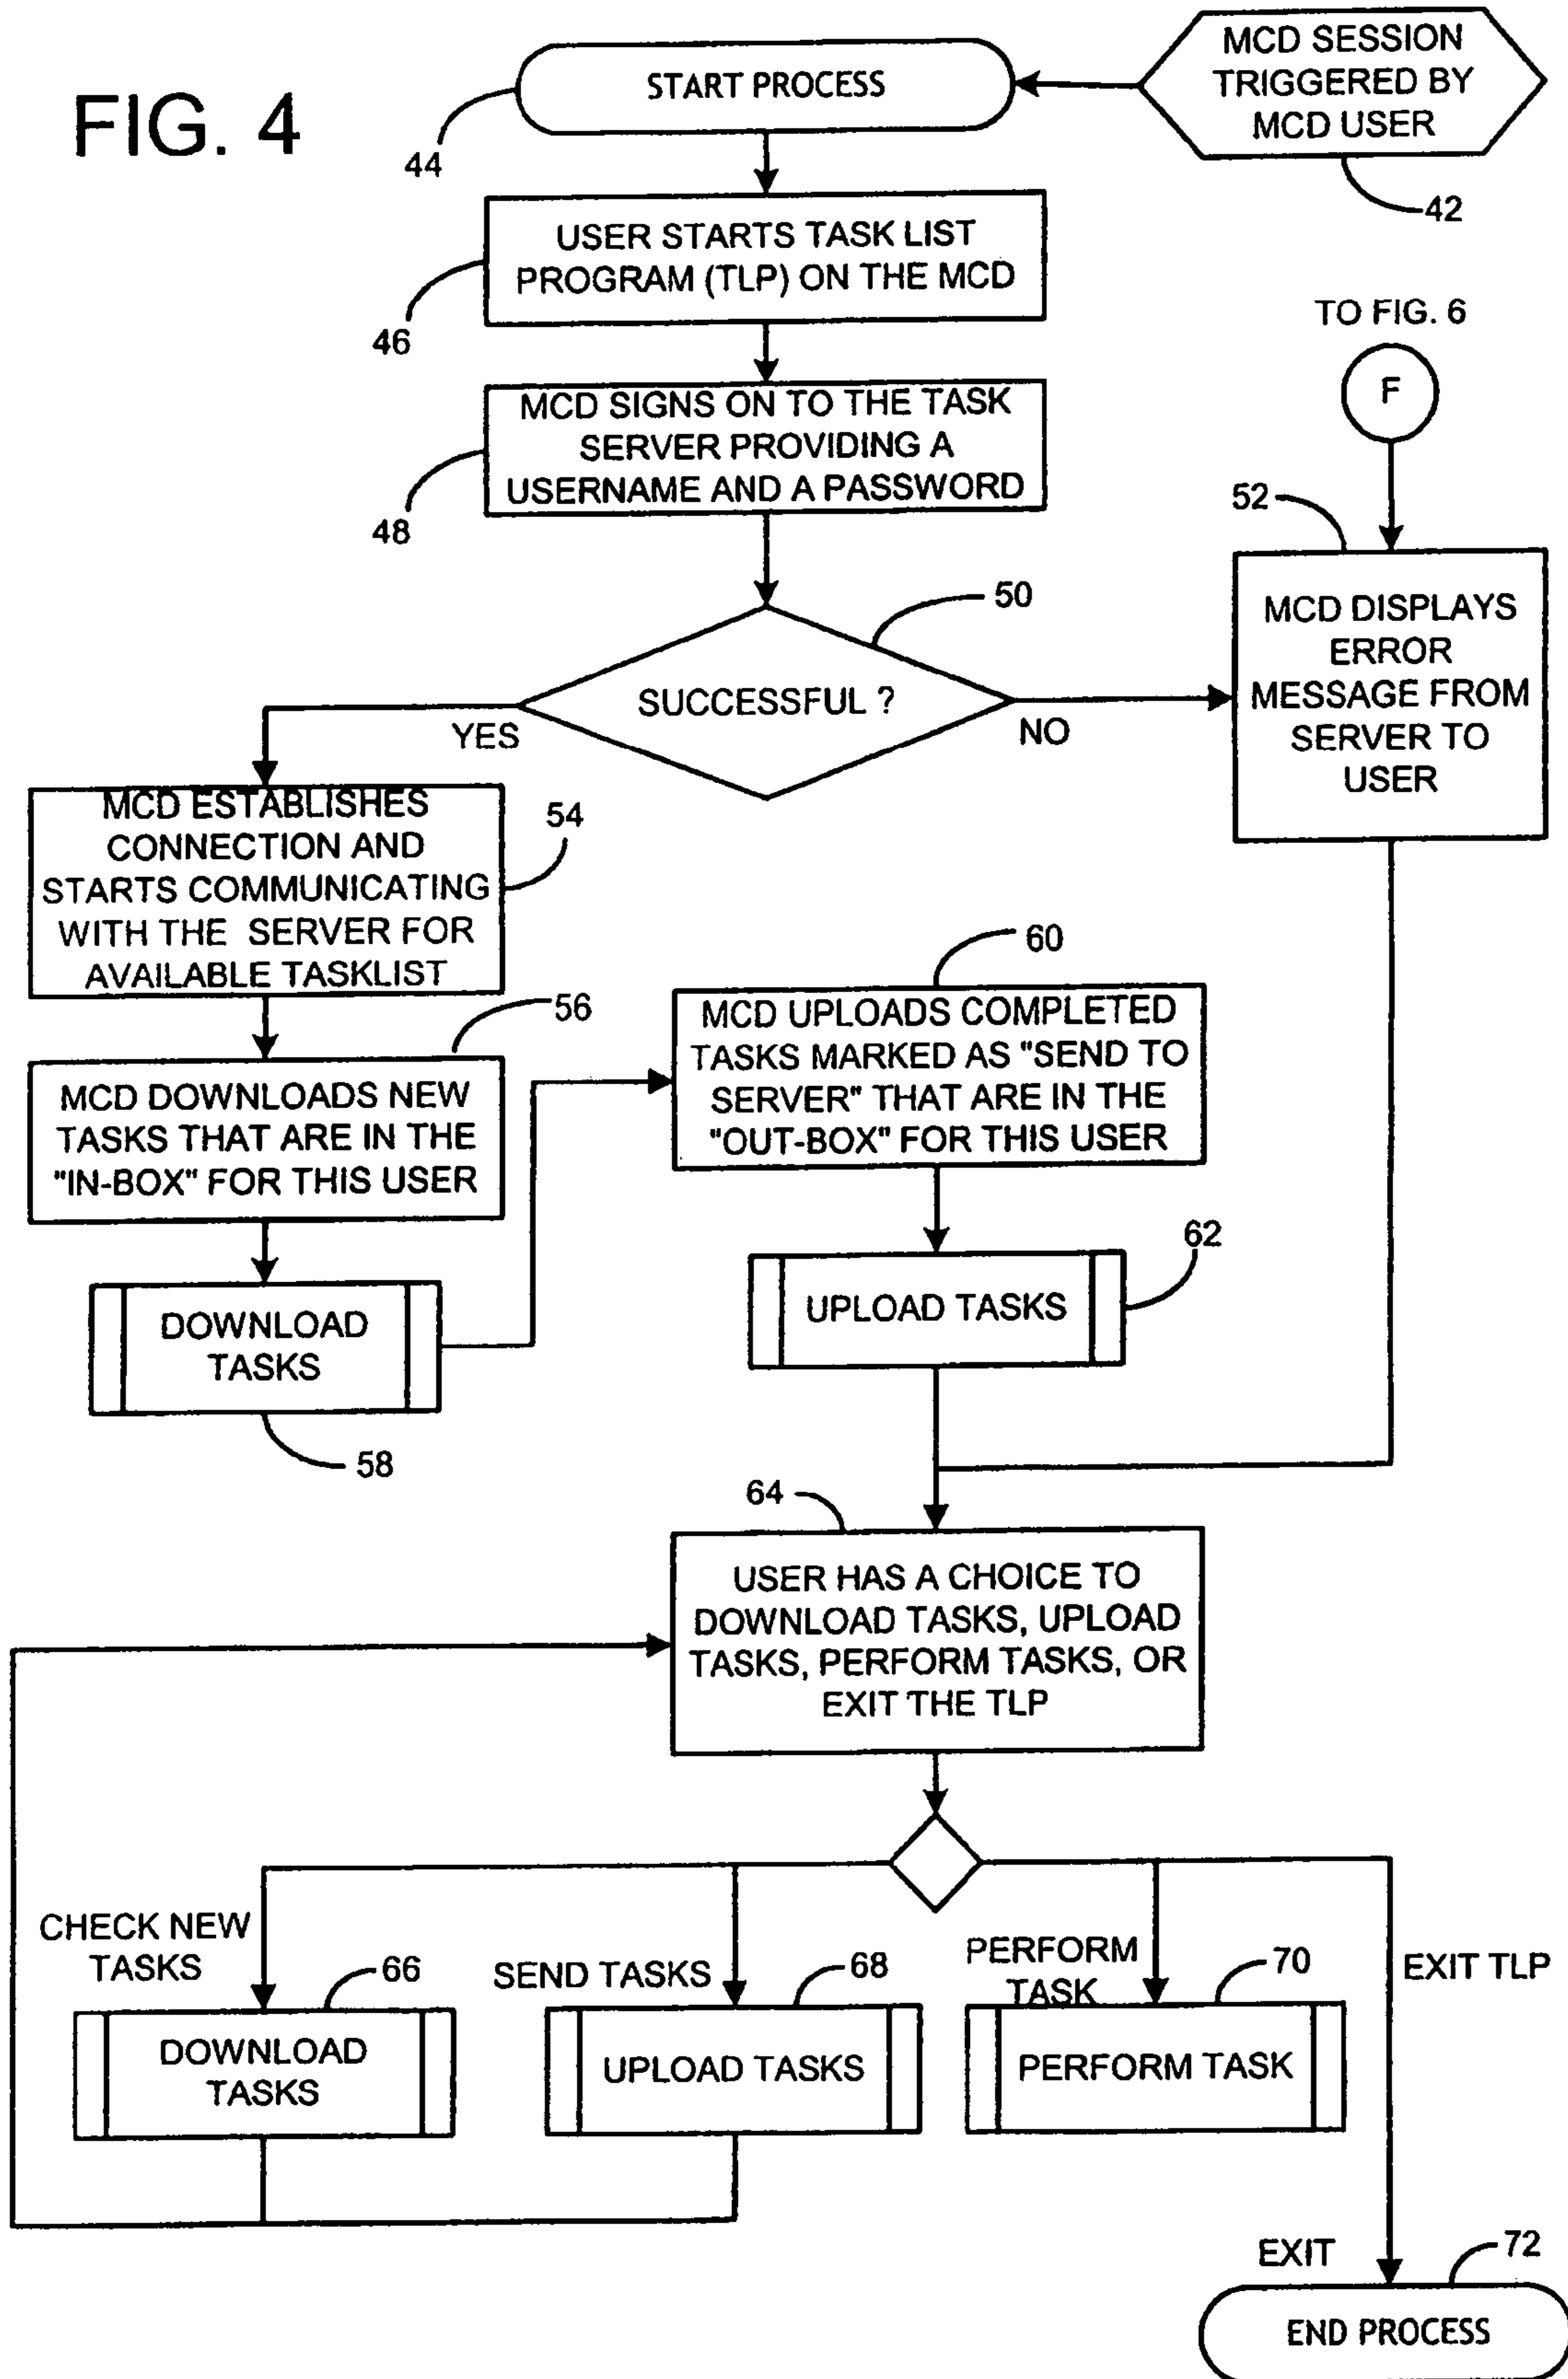 FIG. 4
START PROCESS
44
MCD SESSION
TRIGGERED BY
MCD USER
42
USER STARTS TASK LIST
PROGRAM (TLP) ON THE MCD
46
TO FIG. 6
F
MCD SIGNS ON TO THE TASK
SERVER PROVIDING A
USERNAME AND A PASSWORD
48
52
MCD DISPLAYS
ERROR
MESSAGE FROM
SERVER TO
USER
50
SUCCESSFUL ?
YES
NO
MCD ESTABLISHES
CONNECTION AND
STARTS COMMUNICATING
WITH THE SERVER FOR
AVAILABLE TASKLIST
54
56
MCD DOWNLOADS NEW
TASKS THAT ARE IN THE
"IN-BOX" FOR THIS USER
60
MCD UPLOADS COMPLETED
TASKS MARKED AS "SEND TO
SERVER" THAT ARE IN THE
"OUT-BOX" FOR THIS USER
DOWNLOAD
TASKS
58
UPLOAD TASKS
62
64
USER HAS A CHOICE TO
DOWNLOAD TASKS, UPLOAD
TASKS, PERFORM TASKS, OR
EXIT THE TLP
CHECK NEW
TASKS
66
DOWNLOAD
TASKS
SEND TASKS
68
UPLOAD TASKS
PERFORM
TASK
70
PERFORM TASK
EXIT TLP
EXIT
72
END PROCESS